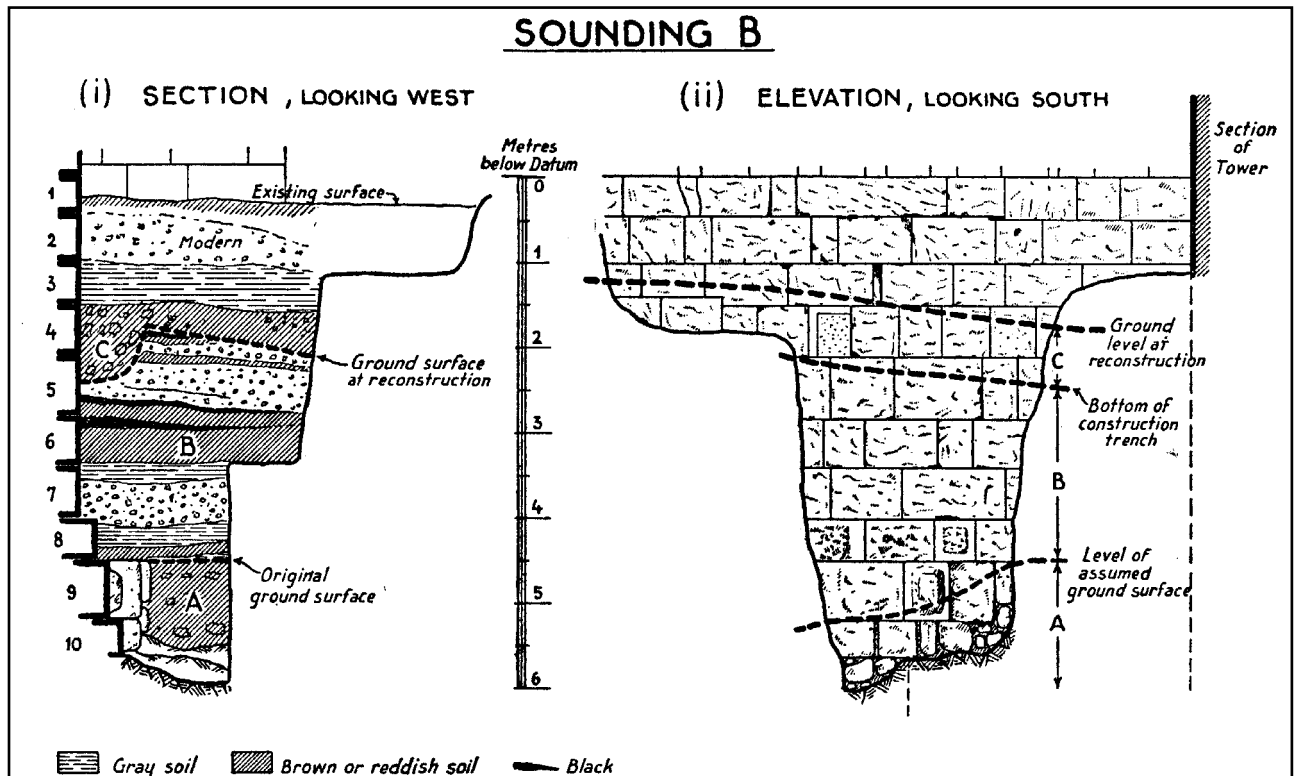 SOUNDING B
(i) SECTION, LOOKING WEST
Metres
below Datum
Existing surface
Modern
1
2
3
4
5
6
7
8
9
10
C
B
A
Ground surface
at reconstruction
Original
ground surface
0
1
2
3
4
5
6
(ii) ELEVATION, LOOKING SOUTH
Section
of
Tower
Ground
level at
reconstruction
C
Bottom of
construction
trench
B
Level of
assumed
ground surface
A
Gray soil
Brown or reddish soil
Black